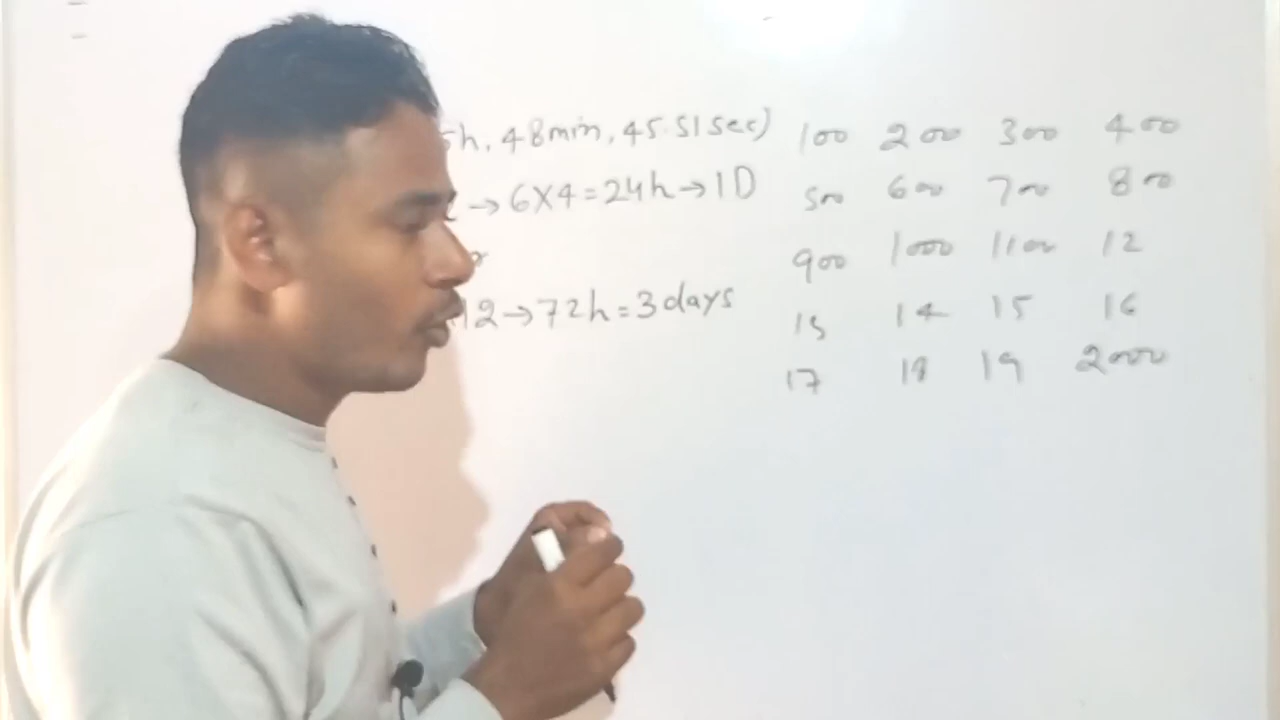 5h, 48min, 45.51sec)
→ 6X4=24h→1D
12→72h=3days
100 200 300 400
500 600 700 800
900 1000 1100 12
13 14 15 16
17 18 19 2000